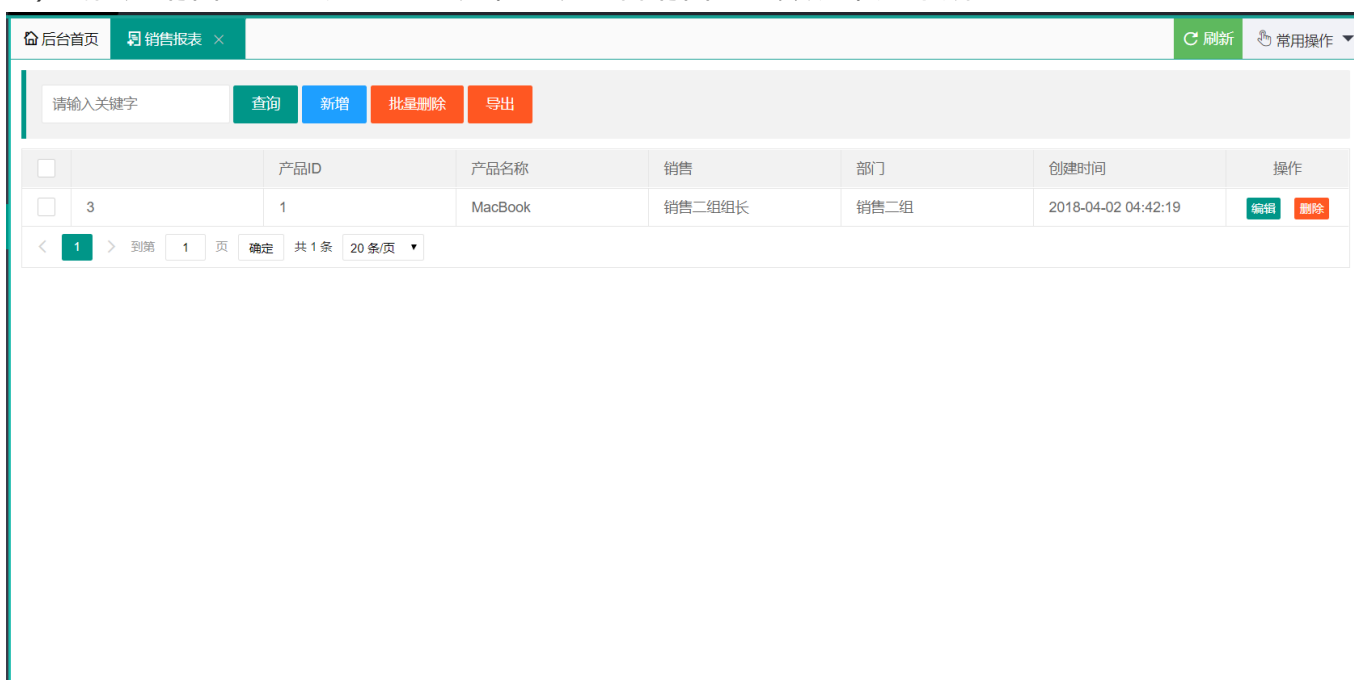 后台首页 销售报表 刷新 常用操作
请输入关键字 查询 新增 批量删除 导出
产品ID 产品名称 销售 部门 创建时间 操作
3 1 MacBook 销售二组组长 销售二组 2018-04-02 04:42:19 编辑 删除
1 到第 1 页 确定 共 1 条 20 条/页